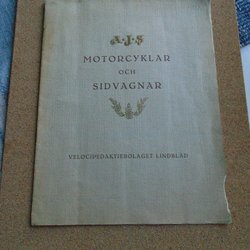 A·J·S
MOTORCYKLAR
OCH
SIDVAGNAR
VELOCIPEDAKTIEBOLAGET LINDBLAD